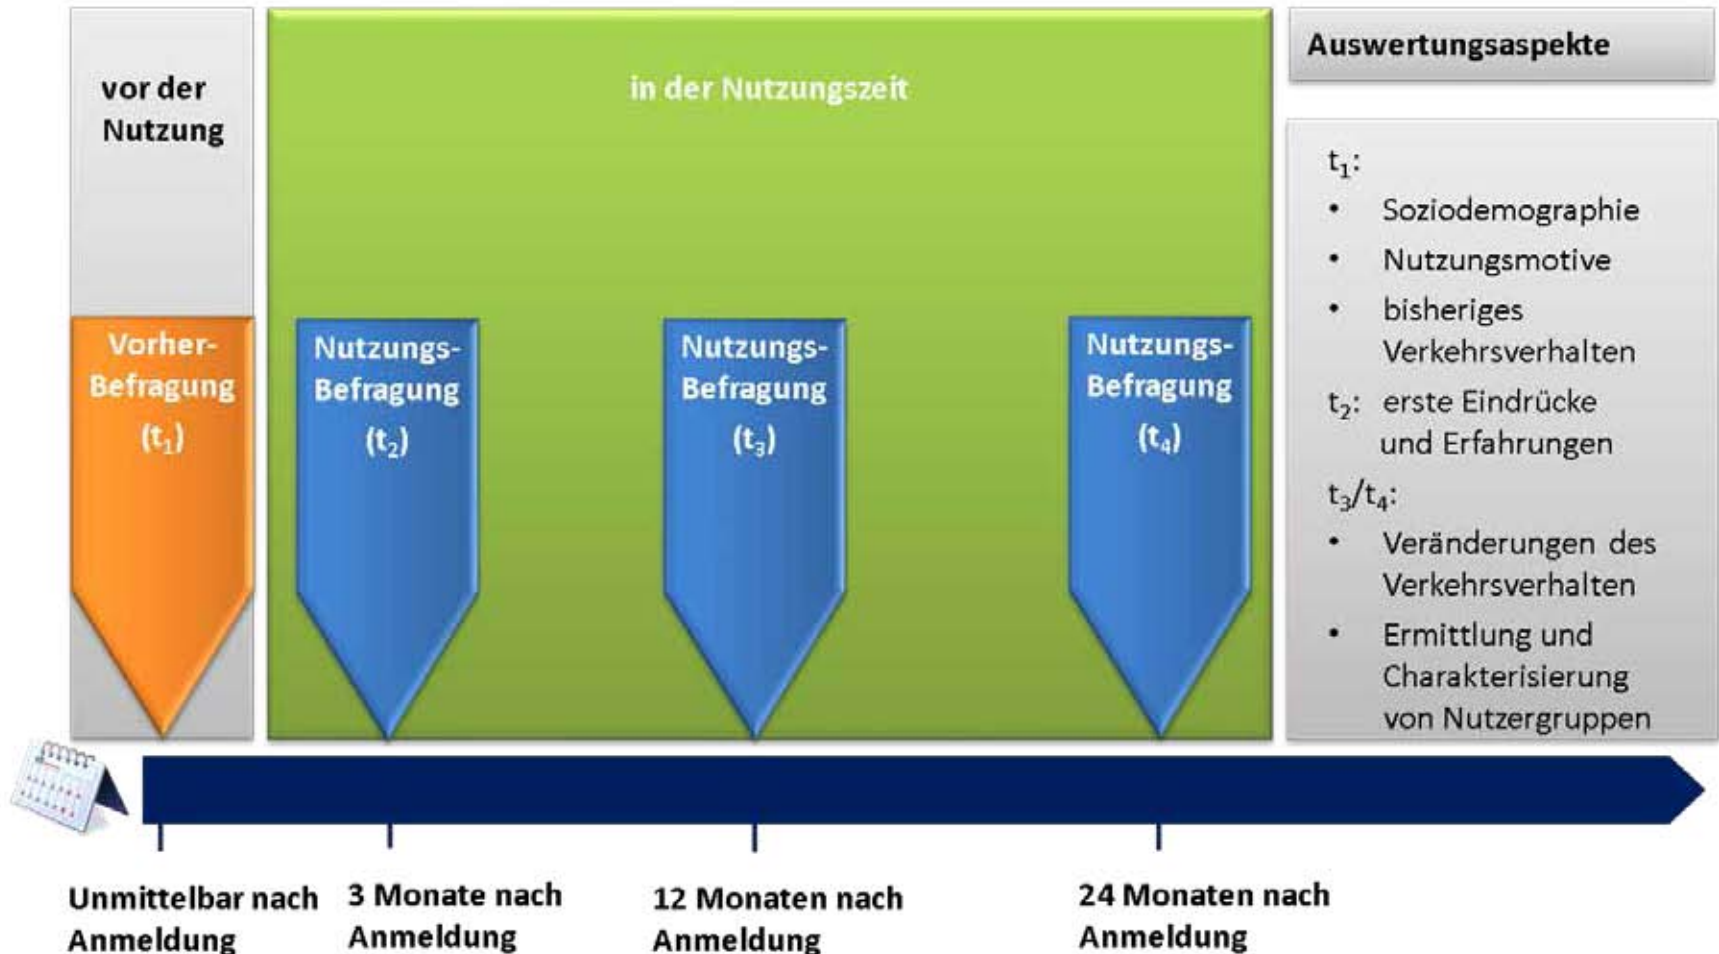 vor der
Nutzung
in der Nutzungszeit
Auswertungsaspekte
Vorher-
Befragung
(t₁)
Nutzungs-
Befragung
(t₂)
Nutzungs-
Befragung
(t₃)
Nutzungs-
Befragung
(t₄)
t₁:
• Soziodemographie
• Nutzungsmotive
• bisheriges
Verkehrsverhalten
t₂: erste Eindrücke
und Erfahrungen
t₃/t₄:
• Veränderungen des
Verkehrsverhalten
• Ermittlung und
Charakterisierung
von Nutzergruppen
Unmittelbar nach
Anmeldung
3 Monate nach
Anmeldung
12 Monaten nach
Anmeldung
24 Monaten nach
Anmeldung